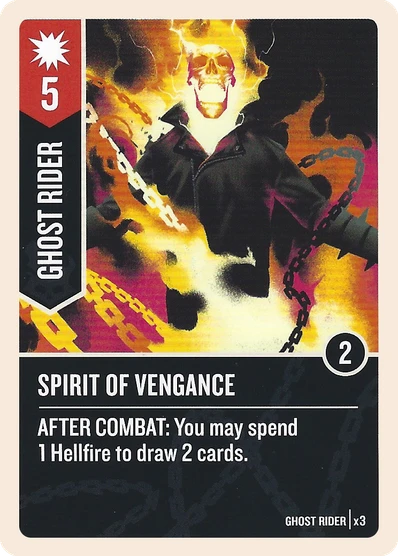 5
GHOST RIDER
2
SPIRIT OF VENGANCE
AFTER COMBAT: You may spend
1 Hellfire to draw 2 cards.
GHOST RIDER | x3